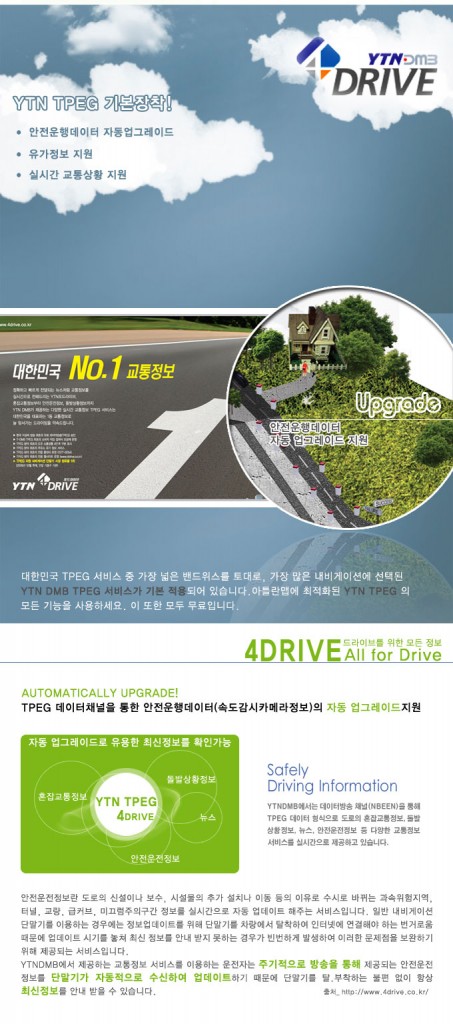 YTN DMB
4DRIVE
YTN TPEG 기본장착!
• 안전운행데이터 자동업그레이드
• 유가정보 지원
• 실시간 교통상황 지원
www.4drive.co.kr
대한민국 No.1 교통정보
YTN 4DRIVE
1
Upgrade
안전운행데이터
자동 업그레이드 지원
대한민국 TPEG 서비스 중 가장 넓은 밴드위스를 토대로, 가장 많은 내비게이션에 선택된
YTN DMB TPEG 서비스가 기본 적용되어 있습니다.아틀란맵에 최적화된 YTN TPEG 의
모든 기능을 사용하세요. 이 또한 모두 무료입니다.
4DRIVE 드라이브를 위한 모든 정보
All for Drive
AUTOMATICALLY UPGRADE!
TPEG 데이터채널을 통한 안전운행데이터(속도감시카메라정보)의 자동 업그레이드지원
자동 업그레이드로 유용한 최신정보를 확인가능
돌발상황정보
혼잡교통정보
YTN TPEG
4DRIVE
뉴스
안전운전정보
Safely
Driving Information
YTNDMB에서는 데이터방송 채널(NBEEN)을 통해
TPEG 데이터 형식으로 도로의 혼잡교통정보, 돌발
상황정보, 뉴스, 안전운전정보 등 다양한 교통정보
서비스를 실시간으로 제공하고 있습니다.
안전운전정보란 도로의 신설이나 보수, 시설물의 추가 설치나 이동 등의 이유로 수시로 바뀌는 과속위험지역,
터널, 교량, 급커브, 미끄럼주의구간 정보를 실시간으로 자동 업데이트 해주는 서비스입니다. 일반 내비게이션
단말기를 이용하는 경우에는 정보업데이트를 위해 단말기를 차량에서 탈착하여 인터넷에 연결해야 하는 번거로움
때문에 업데이트 시기를 놓쳐 최신 정보를 안내 받지 못하는 경우가 빈번하게 발생하여 이러한 문제점을 보완하기
위해 제공되는 서비스입니다.
YTNDMB에서 제공하는 교통정보 서비스를 이용하는 운전자는 주기적으로 방송을 통해 제공되는 안전운전
정보를 단말기가 자동적으로 수신하여 업데이트하기 때문에 단말기를 탈.부착하는 불편 없이 항상
최신정보를 안내 받을 수 있습니다.
출처, http://www.4drive.co.kr/